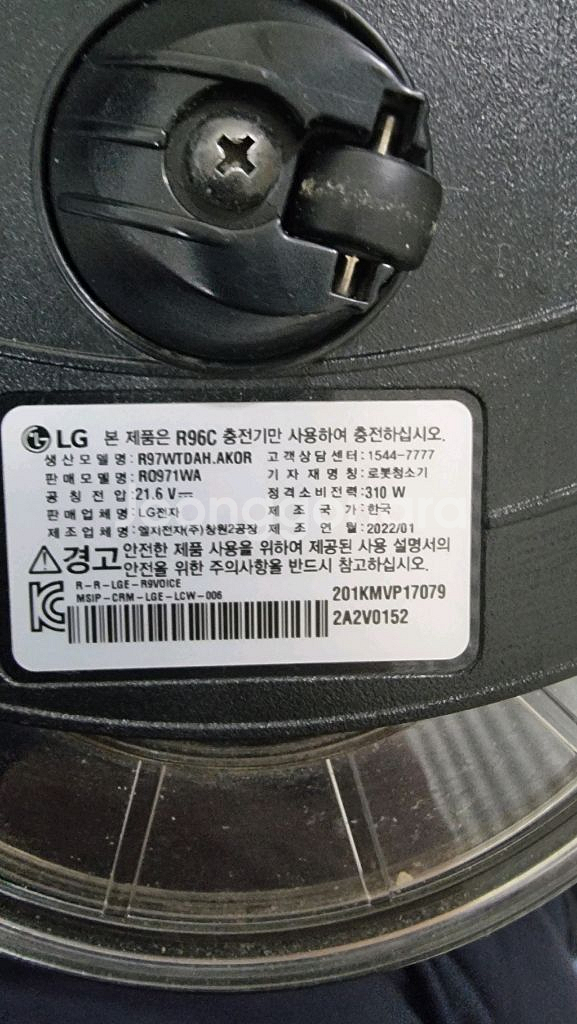 LG 본 제품은 R96C 충전기만 사용하여 충전하십시오.
생산모델명: R97WTDAH.AKOR 고객상담센터: 1544-7777
판매모델명: RO971WA 기자재명칭: 로봇청소기
공칭전압: 21.6 V⎓ 정격소비전력: 310 W
판매업체명: LG전자 제조국가: 한국
제조업체명: 엘지전자(주)창원2공장 제조연월: 2022/01
경고 안전한 제품 사용을 위하여 제공된 사용 설명서의
안전을 위한 주의사항을 반드시 참고하십시오.
R-R-LGE-R9VOICE
MSIP-CRM-LGE-LCW-006
201KMVP17079
2A2V0152